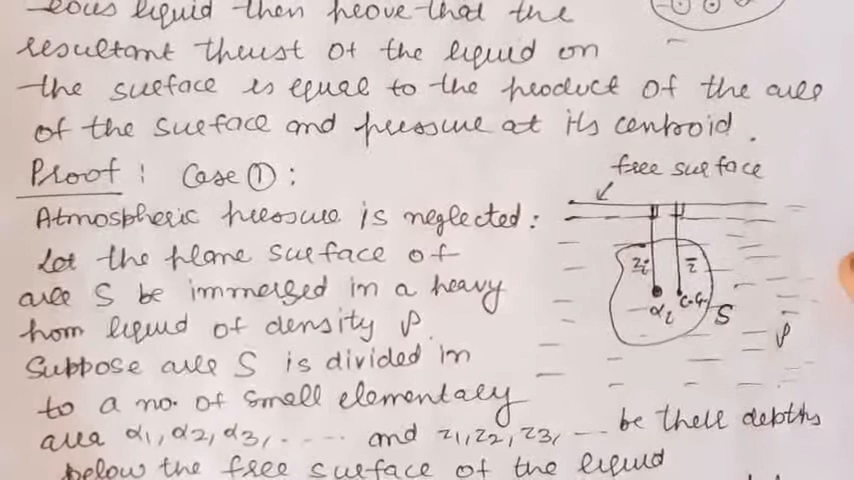 eous liquid then prove that the
resultant thrust of the liquid on
the surface is equal to the product of the area
of the surface and pressure at its centroid.
Proof : Case ① :
free surface
Atmospheric pressure is neglected :
Let the plane surface of
area S be immerged in a heavy
hom liquid of density ρ.
z̄ᵢ z̄
αᵢ C.G. S ρ
Suppose area S is divided in
to a no. of small elementary
area α1, α2, α3, ..... and z1, z2, z3, ... be their depths
below the free surface of the liquid